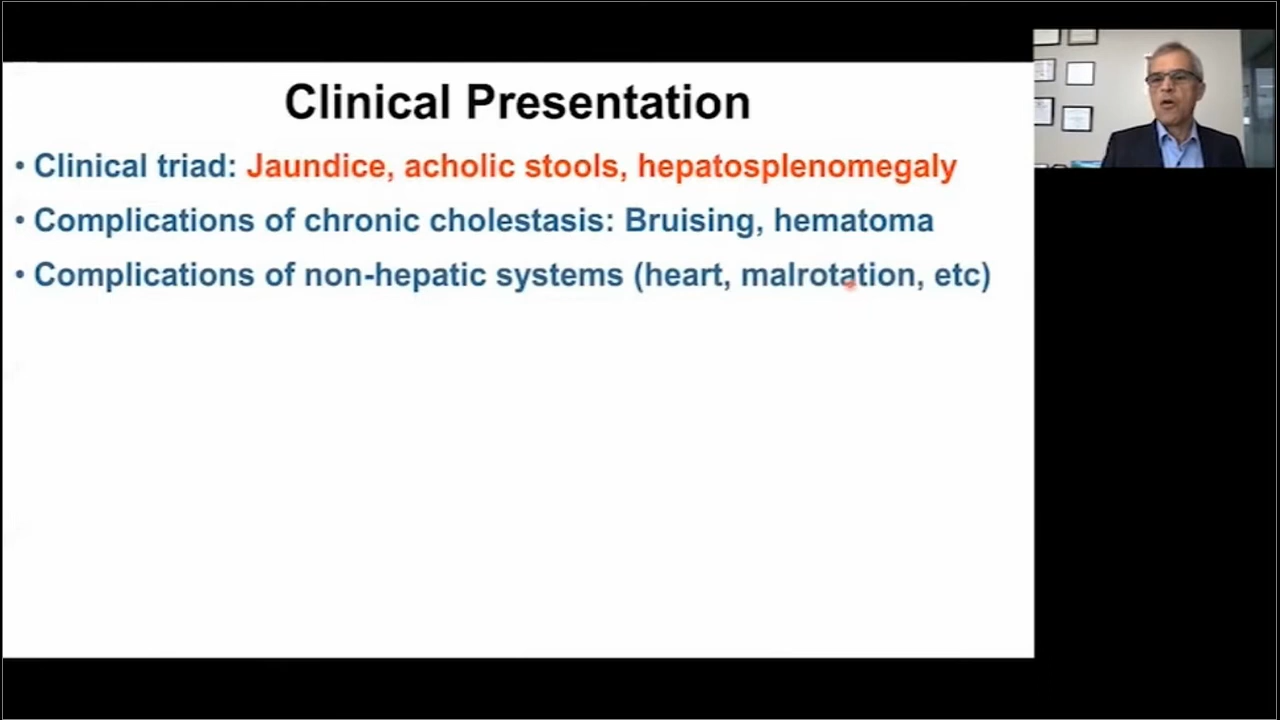 Clinical Presentation
• Clinical triad: Jaundice, acholic stools, hepatosplenomegaly
• Complications of chronic cholestasis: Bruising, hematoma
• Complications of non-hepatic systems (heart, malrotation, etc)